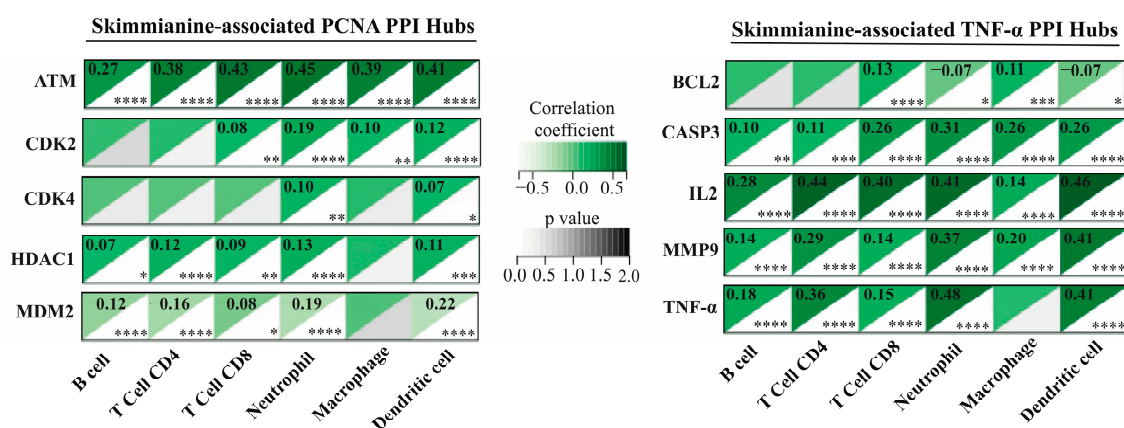 Skimmianine-associated PCNA PPI Hubs
ATM 0.27 0.38 0.43 0.45 0.39 0.41
**** **** **** **** **** ****
CDK2 0.08 0.19 0.10 0.12
** **** ** ****
CDK4 0.10 0.07
** *
HDAC1 0.07 0.12 0.09 0.13 0.11
* **** ** **** ***
MDM2 −0.12 −0.16 −0.08 −0.19 −0.22
**** **** * **** ****
B cell
T Cell CD4
T Cell CD8
Neutrophil
Macrophage
Dendritic cell
Correlation
coefficient
−0.5 0.0 0.5
p value
0.0 0.5 1.0 1.5 2.0
Skimmianine-associated TNF-α PPI Hubs
BCL2 0.13 −0.07 0.11 −0.07
**** * *** *
CASP3 0.10 0.11 0.26 0.31 0.26 0.26
** *** **** **** **** ****
IL2 0.28 0.44 0.40 0.41 0.14 0.46
**** **** **** **** **** ****
MMP9 0.14 0.29 0.14 0.37 0.20 0.41
**** **** **** **** **** ****
TNF-α 0.18 0.36 0.15 0.48 0.41
**** **** **** **** ****
B cell
T Cell CD4
T Cell CD8
Neutrophil
Macrophage
Dendritic cell